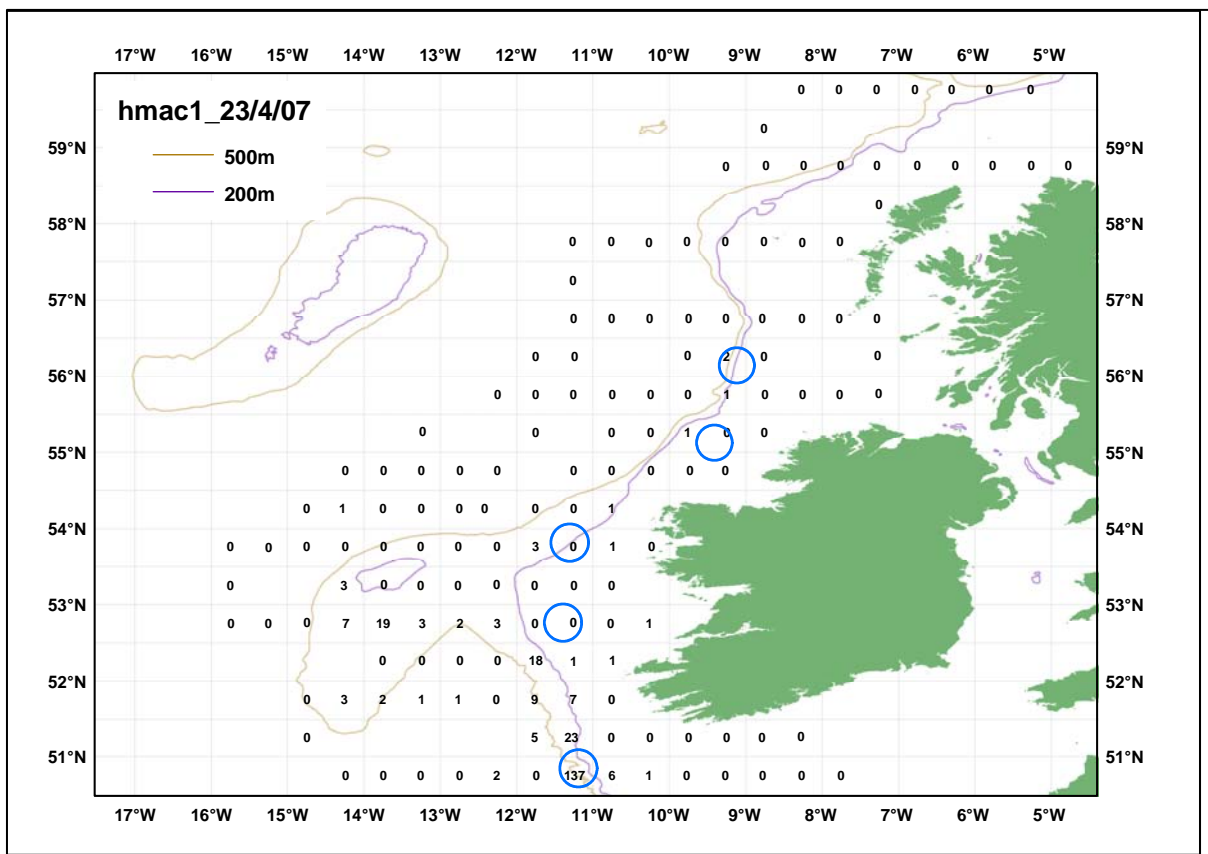 17°W 16°W 15°W 14°W 13°W 12°W 11°W 10°W 9°W 8°W 7°W 6°W 5°W
0 0 0 0 0 0 0
hmac1_23/4/07
0
59°N 59°N
500m
0 0 0 0 0 0 0 0 0 0
200m
0
58°N 58°N
0 0 0 0 0 0 0 0
0
57°N 57°N
0 0 0 0 0 0 0 0 0
0 0 0 2 0 0
56°N 56°N
0 0 0 0 0 0 1 0 0 0 0
0 0 0 0 1 0 0
55°N 55°N
0 0 0 0 0 0 0 0 0 0
0 1 0 0 0 0 0 0 1
54°N 54°N
0 0 0 0 0 0 0 0 3 0 1 0
0 3 0 0 0 0 0 0 0
53°N 53°N
0 0 0 7 19 3 2 3 0 0 0 1
0 0 0 0 18 1 1
52°N 52°N
0 3 2 1 1 0 9 7 0
0 5 23 0 0 0 0 0 0
51°N 51°N
0 0 0 0 2 0 137 6 1 0 0 0 0 0
17°W 16°W 15°W 14°W 13°W 12°W 11°W 10°W 9°W 8°W 7°W 6°W 5°W